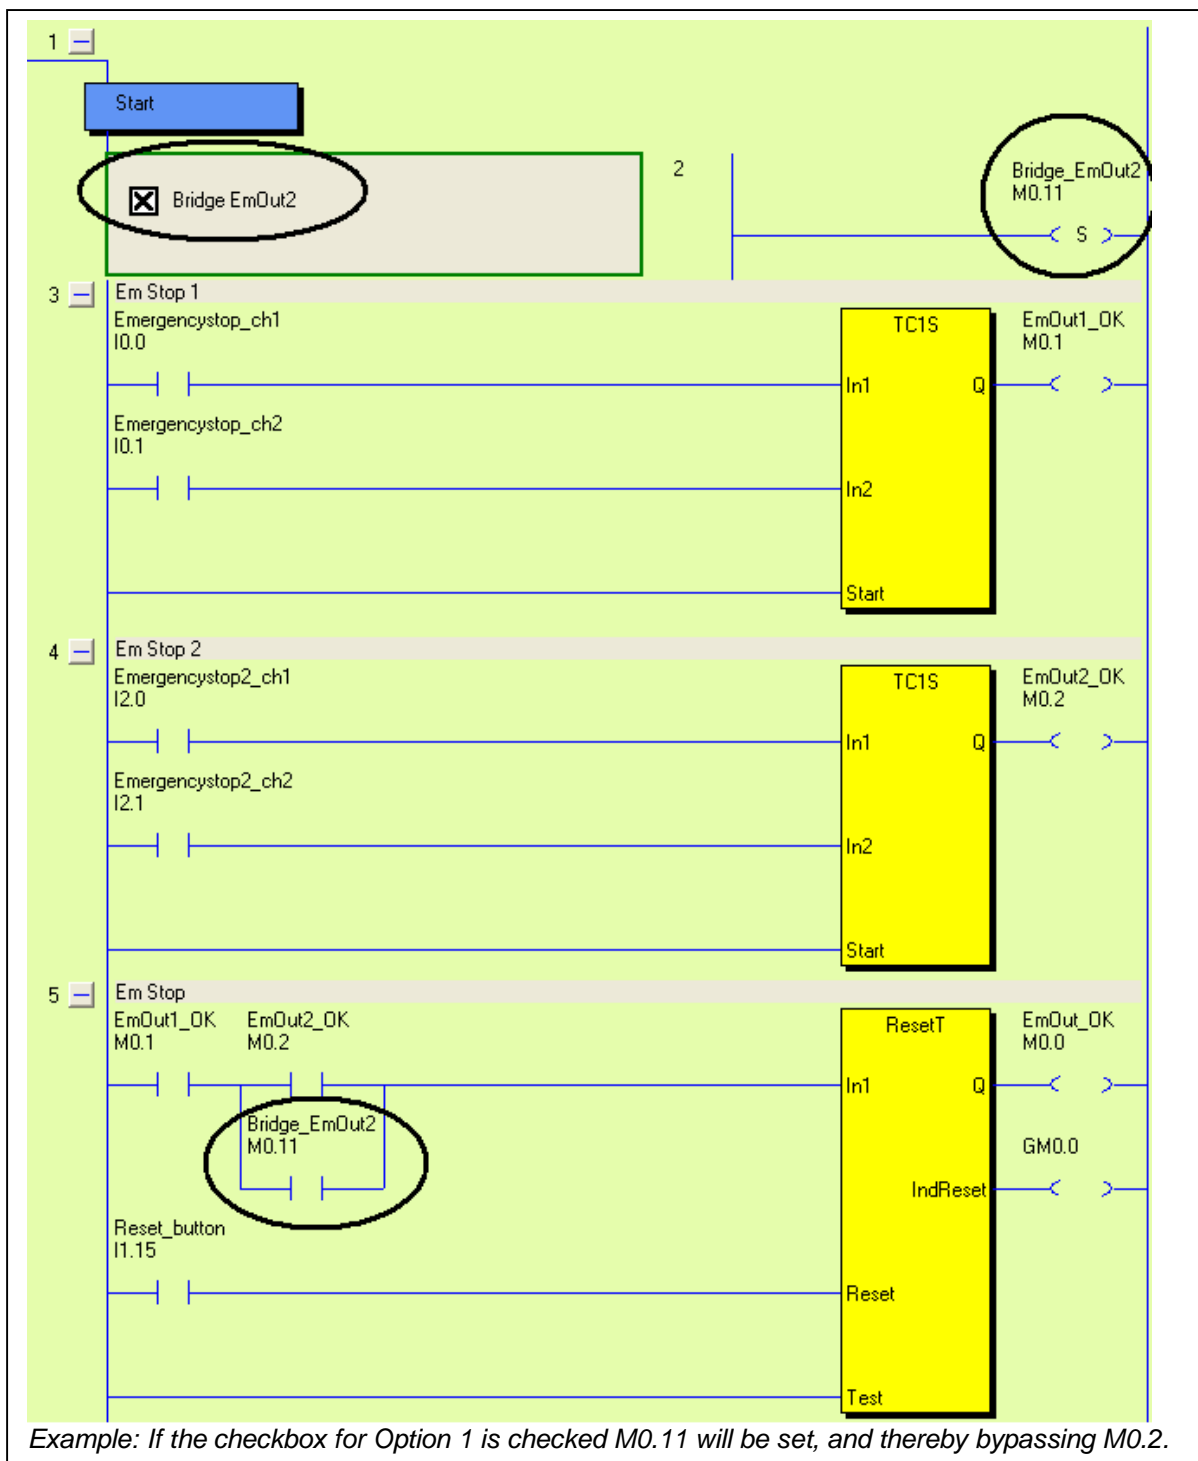 1
Start
Bridge EmOut2
2
Bridge_EmOut2
M0.11
S
3
Em Stop 1
Emergencystop_ch1
I0.0
TC1S
EmOut1_OK
M0.1
In1
Q
Emergencystop_ch2
I0.1
In2
Start
4
Em Stop 2
Emergencystop2_ch1
I2.0
TC1S
EmOut2_OK
M0.2
In1
Q
Emergencystop2_ch2
I2.1
In2
Start
5
Em Stop
EmOut1_OK
M0.1
EmOut2_OK
M0.2
ResetT
EmOut_OK
M0.0
In1
Q
Bridge_EmOut2
M0.11
GM0.0
IndReset
Reset_button
I1.15
Reset
Test
Example: If the checkbox for Option 1 is checked M0.11 will be set, and thereby bypassing M0.2.